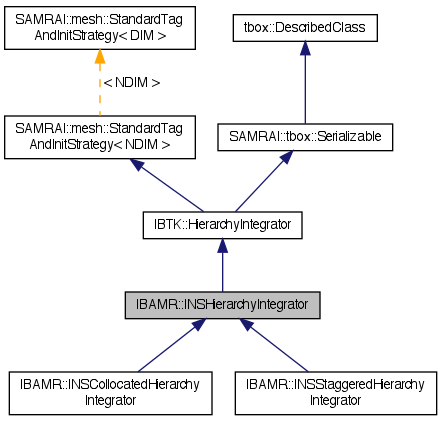 SAMRAI::mesh::StandardTag
AndInitStrategy< DIM >
tbox::DescribedClass
< NDIM >
SAMRAI::mesh::StandardTag
AndInitStrategy< NDIM >
SAMRAI::tbox::Serializable
IBTK::HierarchyIntegrator
IBAMR::INSHierarchyIntegrator
IBAMR::INSCollocatedHierarchy
Integrator
IBAMR::INSStaggeredHierarchy
Integrator